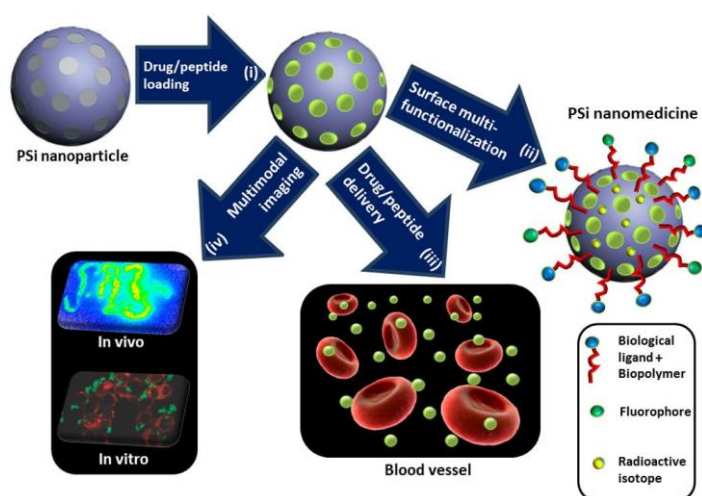 PSi nanoparticle
Drug/peptide
loading
(i)
Surface multi-
functionalization
(ii)
PSi nanomedicine
Multimodal
imaging
(iv)
Drug/peptide
delivery
(iii)
In vivo
In vitro
Blood vessel
Biological
ligand +
Biopolymer
Fluorophore
Radioactive
isotope